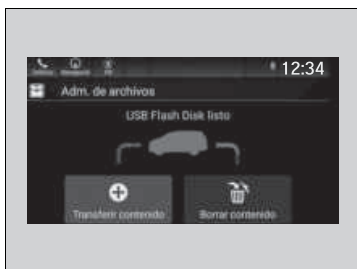 12:34
Adm. de archivos
USB Flash Disk listo
Transferir contenido
Borrar contenido